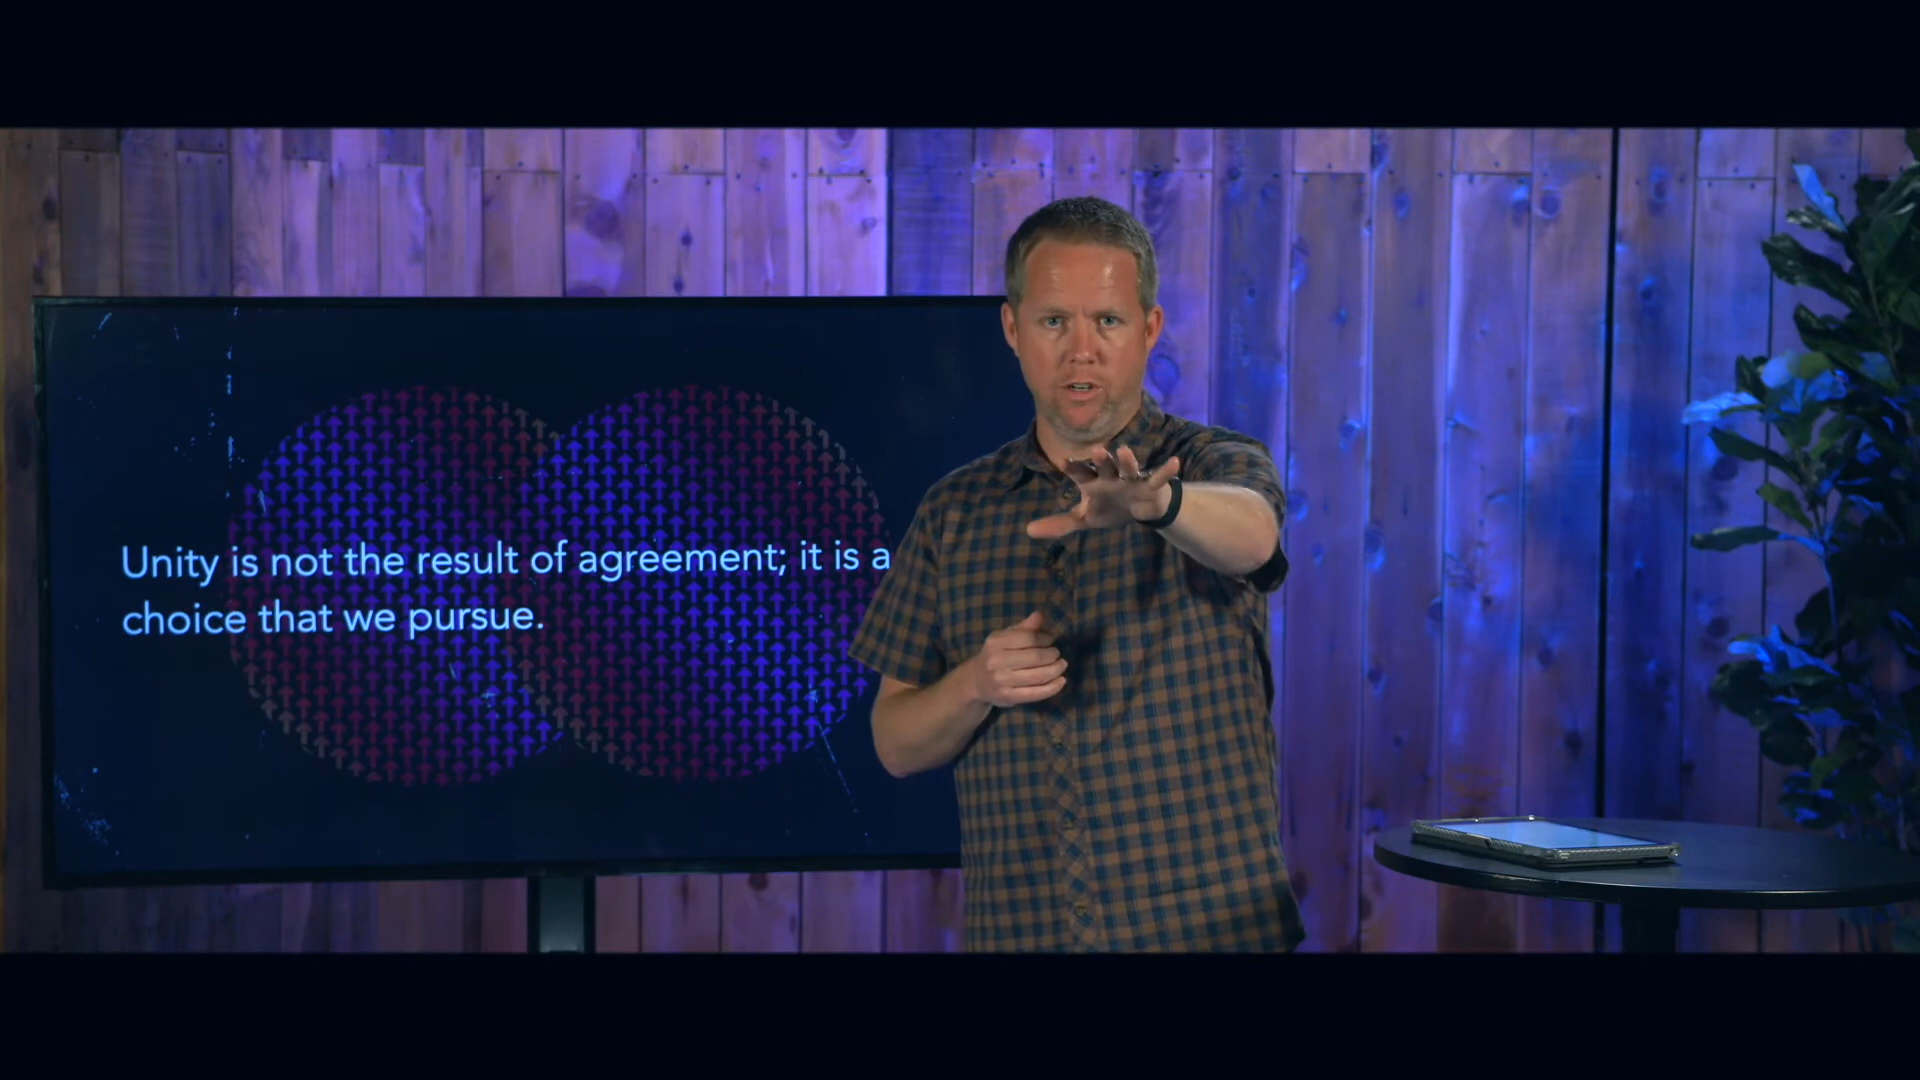 Unity is not the result of agreement; it is a
choice that we pursue.